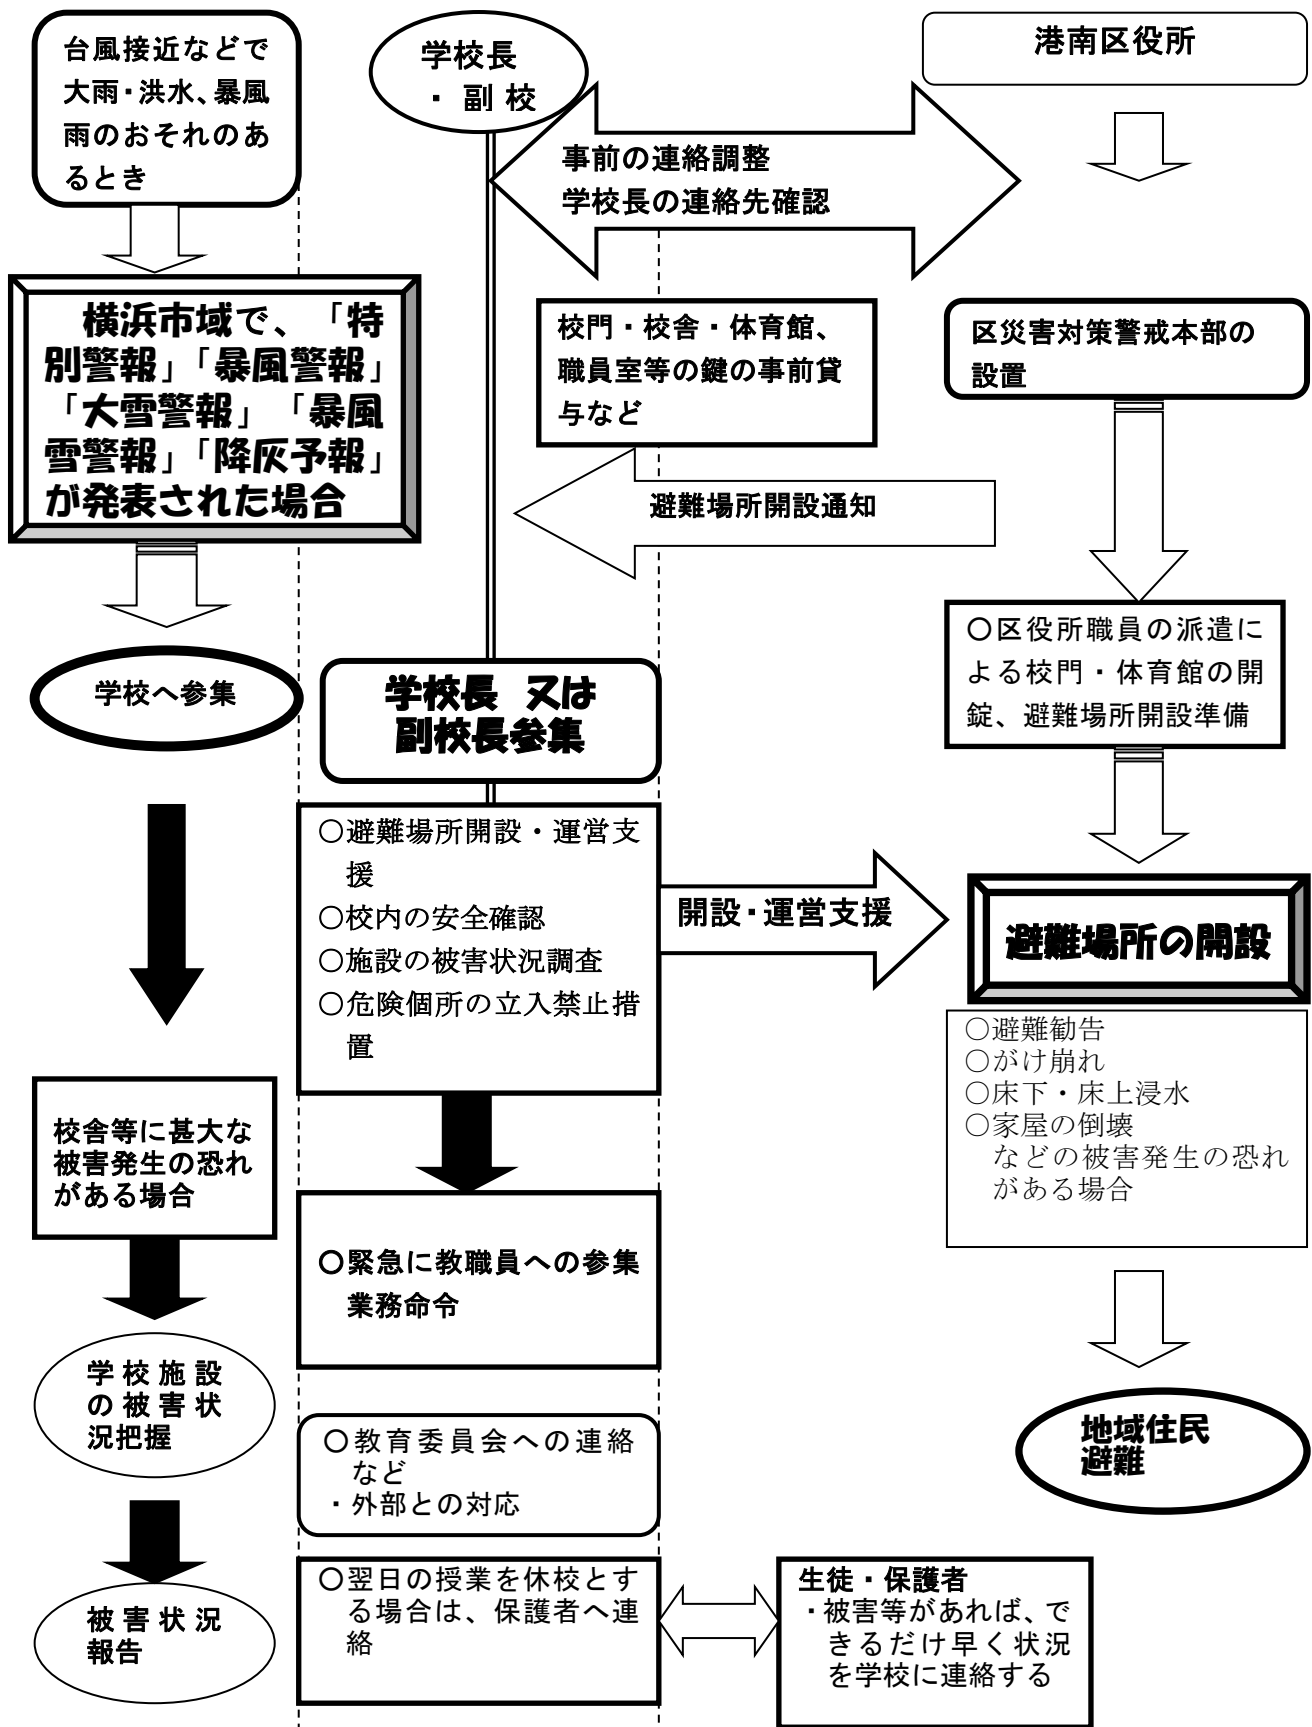 台風接近などで
大雨・洪水、暴風
雨のおそれのあ
るとき
学校長
・副校
港南区役所
事前の連絡調整
学校長の連絡先確認
横浜市域で、「特
別警報」「暴風警報」
「大雪警報」「暴風
雪警報」「降灰予報」
が発表された場合
校門・校舎・体育館、
職員室等の鍵の事前貸
与など
区災害対策警戒本部の
設置
避難場所開設通知
学校へ参集
学校長 又は
副校長参集
〇区役所職員の派遣に
よる校門・体育館の開
錠、避難場所開設準備
〇避難場所開設・運営支
援
〇校内の安全確認
〇施設の被害状況調査
〇危険個所の立入禁止措
置
開設・運営支援
避難場所の開設
〇避難勧告
〇がけ崩れ
〇床下・床上浸水
〇家屋の倒壊
などの被害発生の恐れ
がある場合
校舎等に甚大な
被害発生の恐れ
がある場合
〇緊急に教職員への参集
業務命令
学校施設
の被害状
況把握
〇教育委員会への連絡
など
・外部との対応
地域住民
避難
被害状況
報告
〇翌日の授業を休校とす
る場合は、保護者へ連
絡
生徒・保護者
・被害等があれば、で
きるだけ早く状況
を学校に連絡する